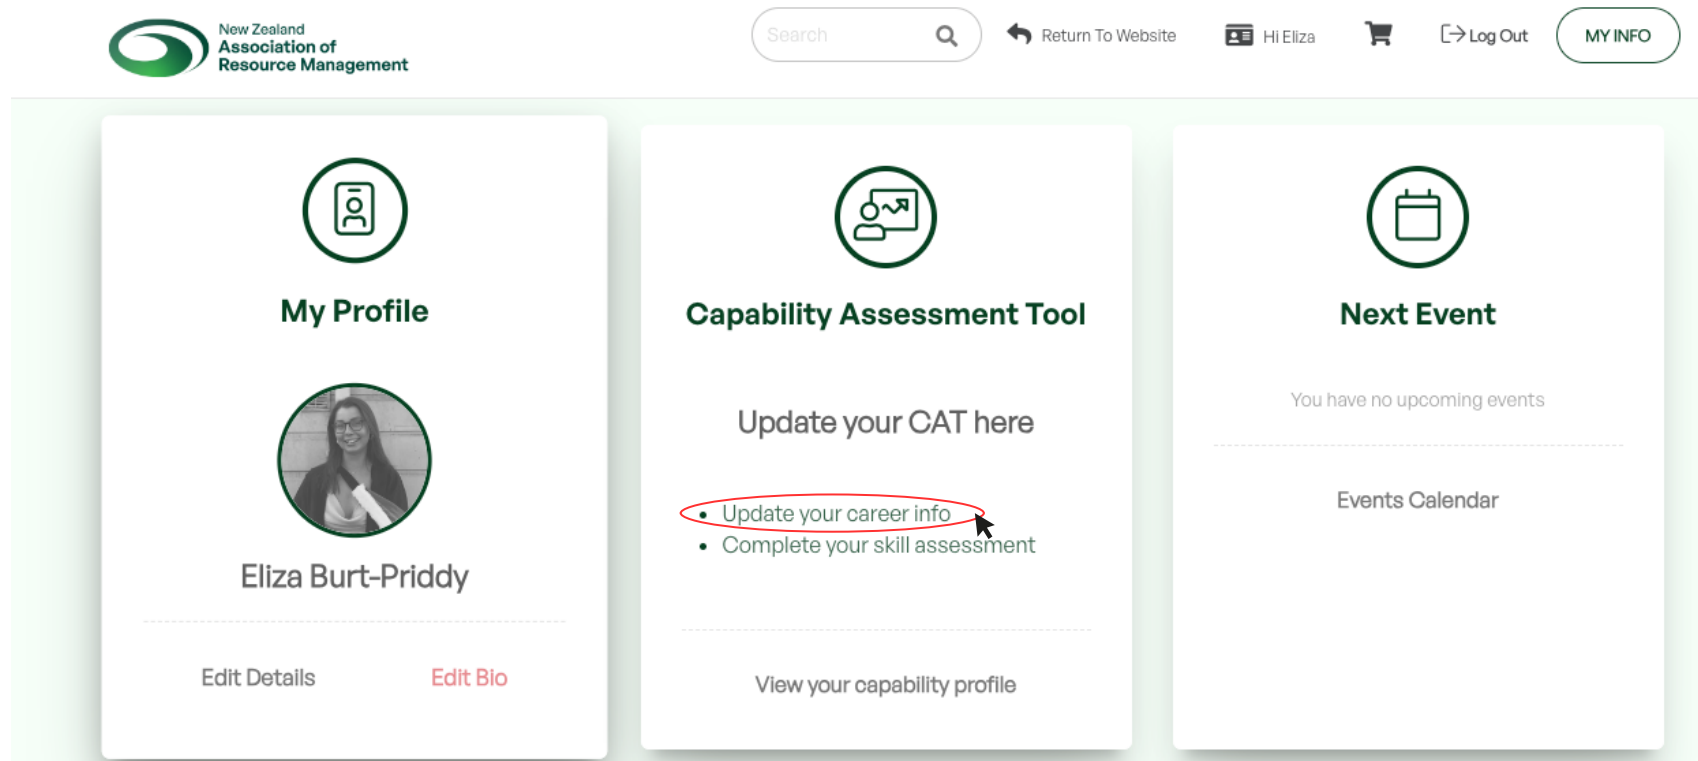 New Zealand
Association of
Resource Management
Search
Return To Website
Hi Eliza
Log Out
MY INFO
My Profile
Eliza Burt-Priddy
Edit Details
Edit Bio
Capability Assessment Tool
Update your CAT here
Update your career info
Complete your skill assessment
View your capability profile
Next Event
You have no upcoming events
Events Calendar